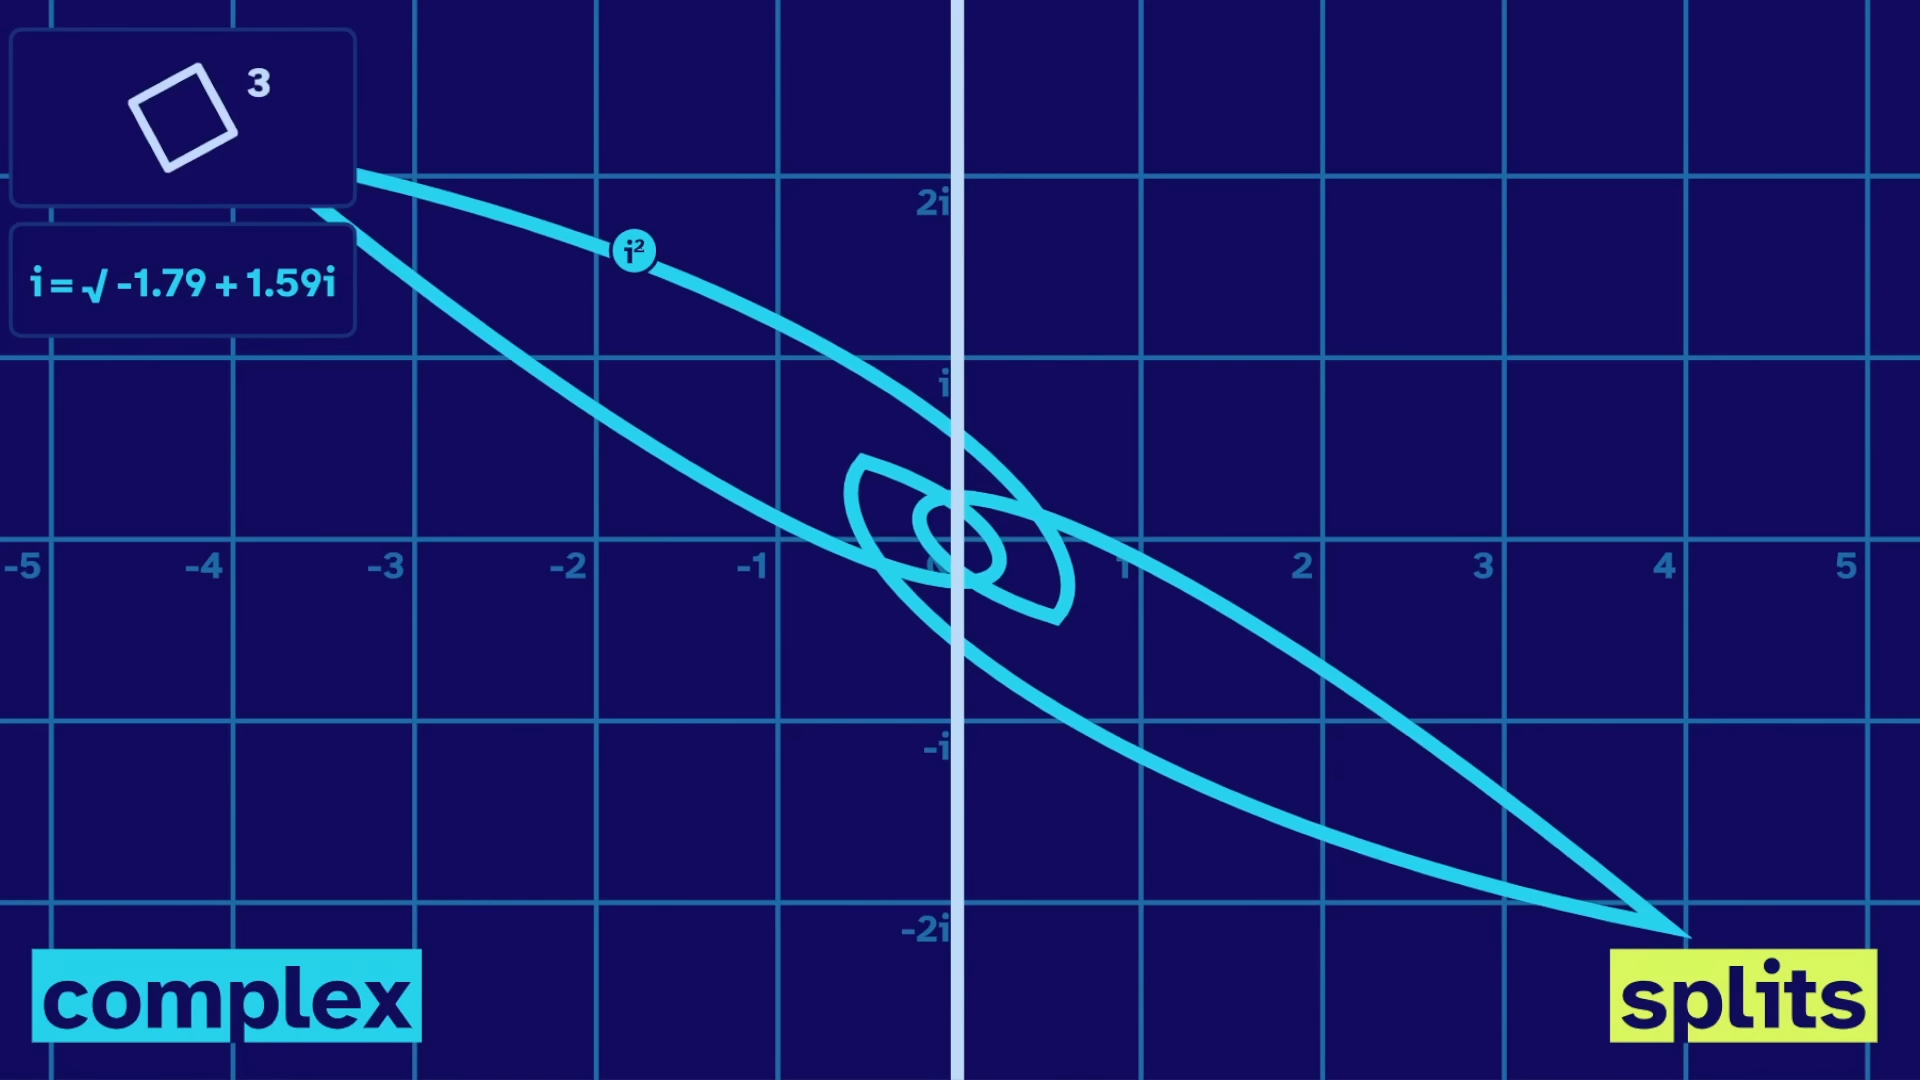 3
i = √ -1.79 + 1.59i
i²
2i
i
-5 -4 -3 -2 -1 1 2 3 4 5
-i
-2i
complex
splits